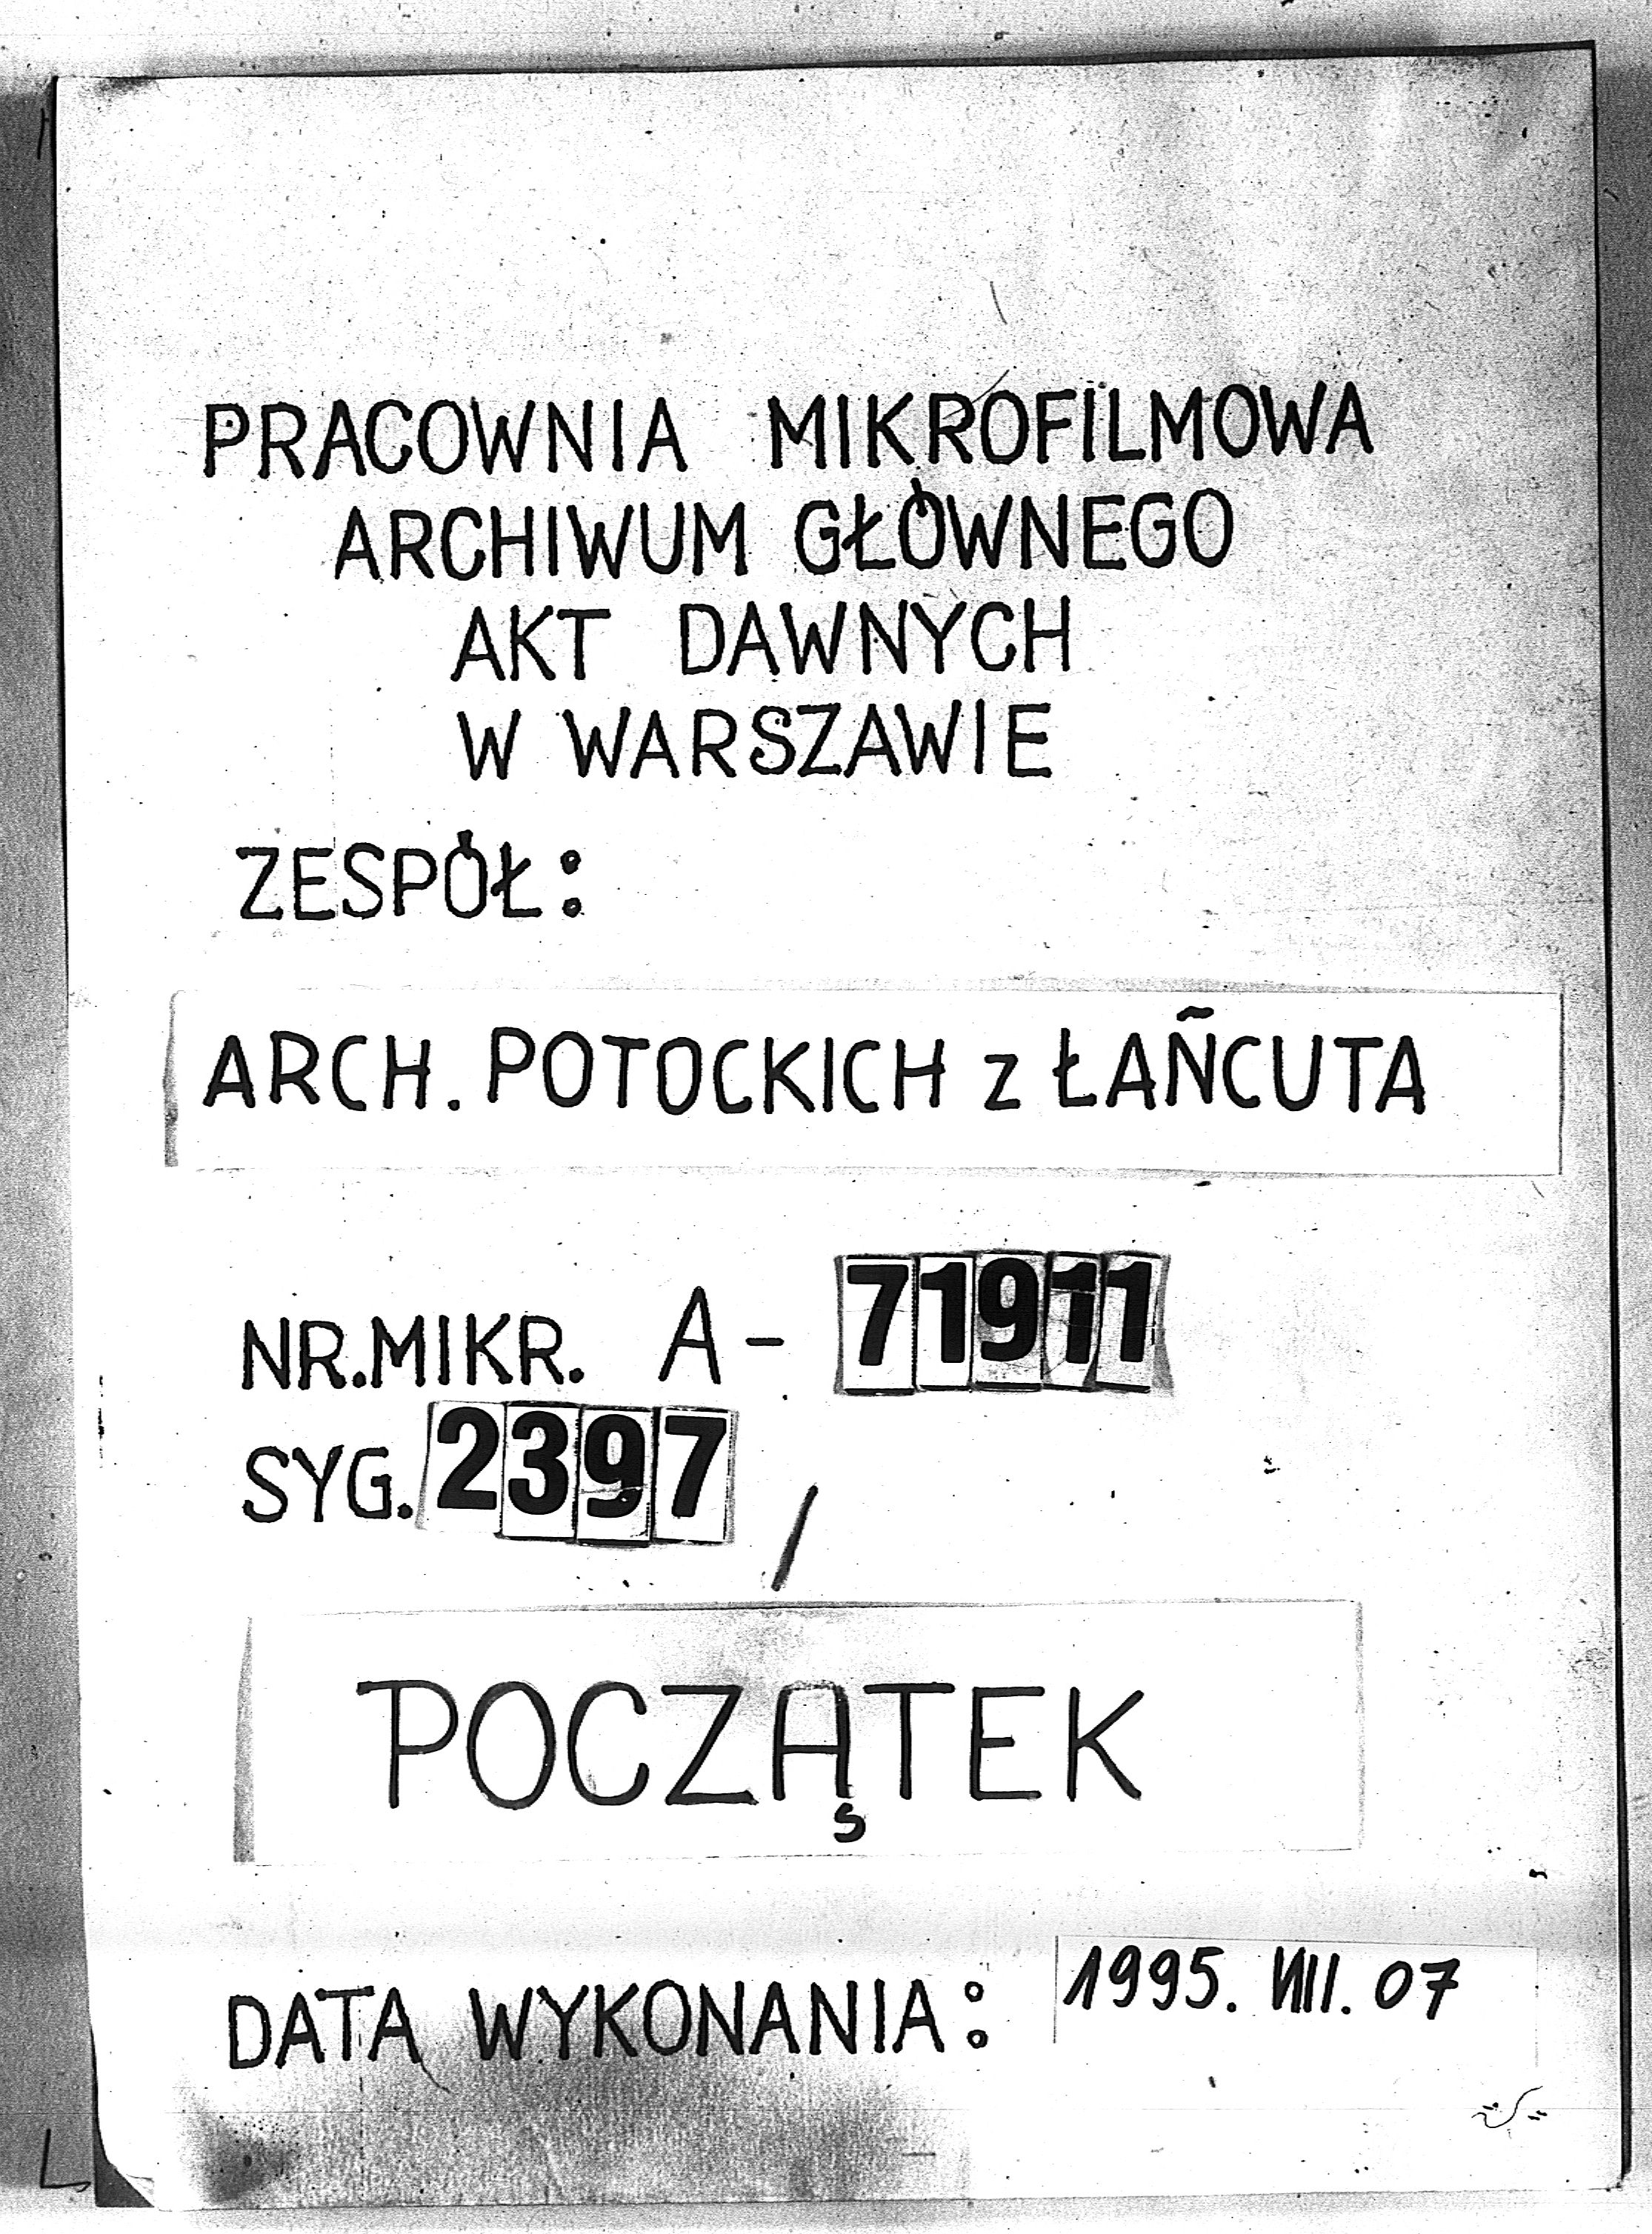 PRACOWNIA MIKROFILMOWA
ARCHIWUM GŁÓWNEGO
AKT DAWNYCH
W WARSZAWIE
ZESPÓŁ:
ARCH. POTOCKICH z ŁAŃCUTA
NR.MIKR. A- 71911
SYG. 2397 /
POCZĄTEK
DATA WYKONANIA: 1995. VIII. 07